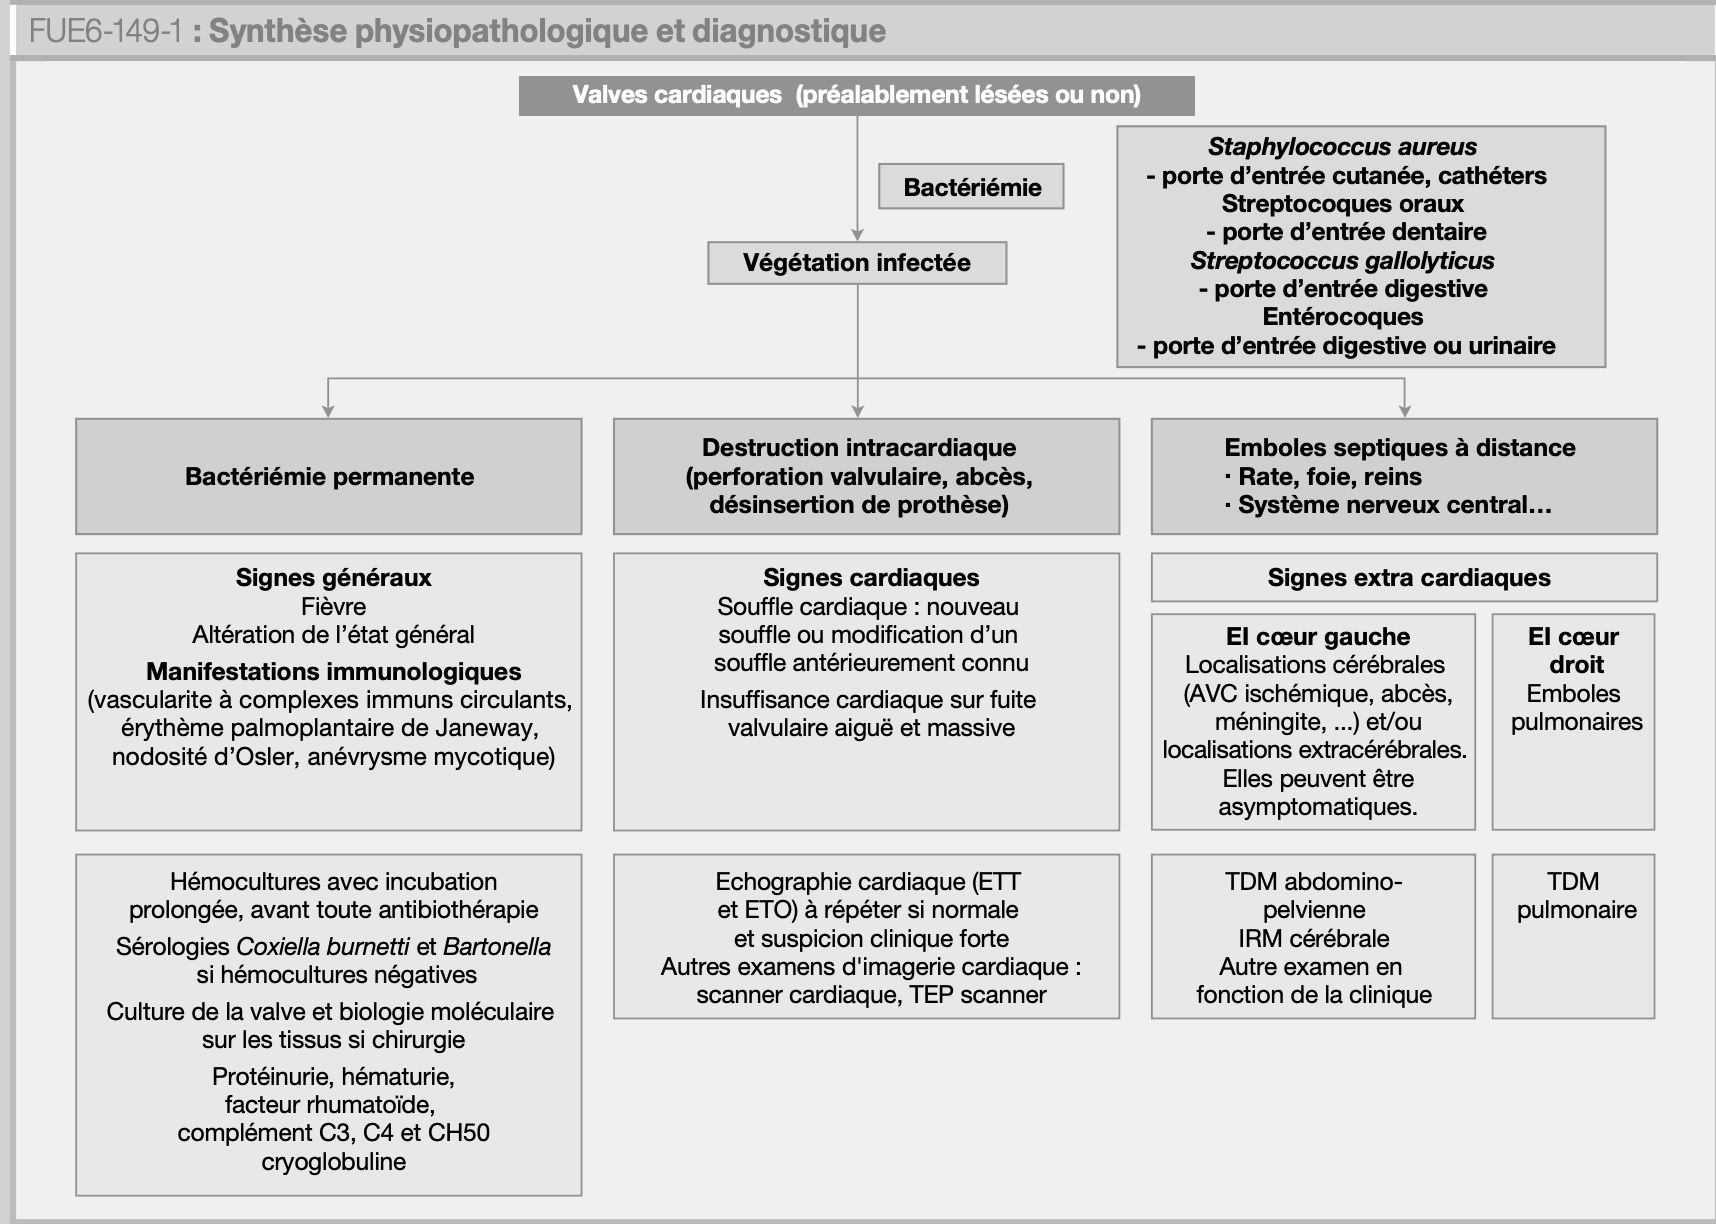 FUE6-149-1 : Synthèse physiopathologique et diagnostique
Valves cardiaques (préalablement lésées ou non)
Bactériémie
Staphylococcus aureus
- porte d'entrée cutanée, cathéters
Streptocoques oraux
- porte d'entrée dentaire
Streptococcus gallolyticus
- porte d'entrée digestive
Entérocoques
- porte d'entrée digestive ou urinaire
Végétation infectée
Bactériémie permanente
Destruction intracardiaque
(perforation valvulaire, abcès,
désinsertion de prothèse)
Emboles septiques à distance
· Rate, foie, reins
· Système nerveux central...
Signes généraux
Fièvre
Altération de l'état général
Manifestations immunologiques
(vascularite à complexes immuns circulants,
érythème palmoplantaire de Janeway,
nodosité d'Osler, anévrysme mycotique)
Signes cardiaques
Souffle cardiaque : nouveau
souffle ou modification d'un
souffle antérieurement connu
Insuffisance cardiaque sur fuite
valvulaire aiguë et massive
Signes extra cardiaques
EI cœur gauche
Localisations cérébrales
(AVC ischémique, abcès,
méningite, ...) et/ou
localisations extracérébrales.
Elles peuvent être
asymptomatiques.
EI cœur
droit
Emboles
pulmonaires
Hémocultures avec incubation
prolongée, avant toute antibiothérapie
Sérologies Coxiella burnetti et Bartonella
si hémocultures négatives
Culture de la valve et biologie moléculaire
sur les tissus si chirurgie
Protéinurie, hématurie,
facteur rhumatoïde,
complément C3, C4 et CH50
cryoglobuline
Echographie cardiaque (ETT
et ETO) à répéter si normale
et suspicion clinique forte
Autres examens d'imagerie cardiaque :
scanner cardiaque, TEP scanner
TDM abdomino-
pelvienne
IRM cérébrale
Autre examen en
fonction de la clinique
TDM
pulmonaire